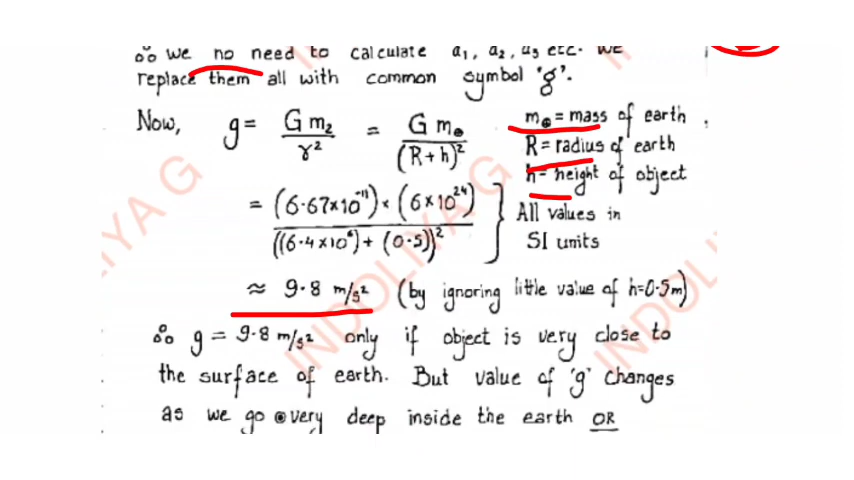 ∴ we no need to calculate a₁, a₂, a₃ etc. we
replace them all with common symbol 'g'.
Now, g = G m₂ / r² = G m⊕ / (R + h)²
m⊕ = mass of earth,
R = radius of earth
h = height of object
= (6.67×10⁻¹¹) × (6×10²⁴) / ((6.4×10⁶) + (0.5))²
All values in
SI units
≈ 9.8 m/s² (by ignoring little value of h=0.5m)
∴ g = 9.8 m/s² only if object is very close to
the surface of earth. But value of 'g' changes
as we go very deep inside the earth OR
INDOLIYA G